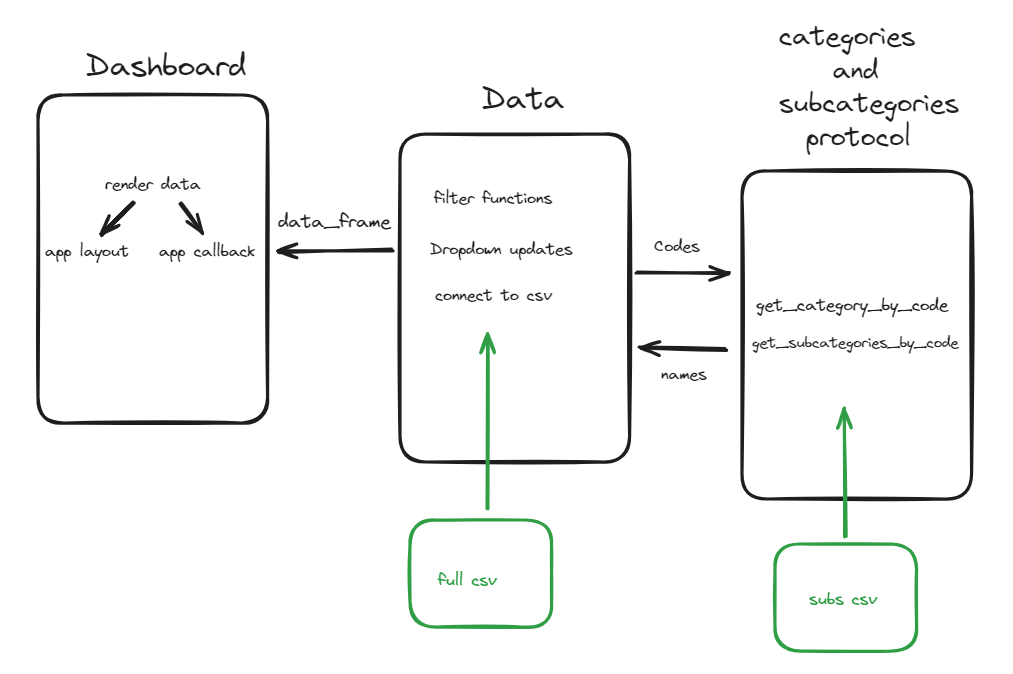 Dashboard
render data
app layout
app callback
data_frame
Data
filter functions
Dropdown updates
connect to csv
full csv
Codes
names
categories
and
subcategories
protocol
get_category_by_code
get_subcategories_by_code
subs csv